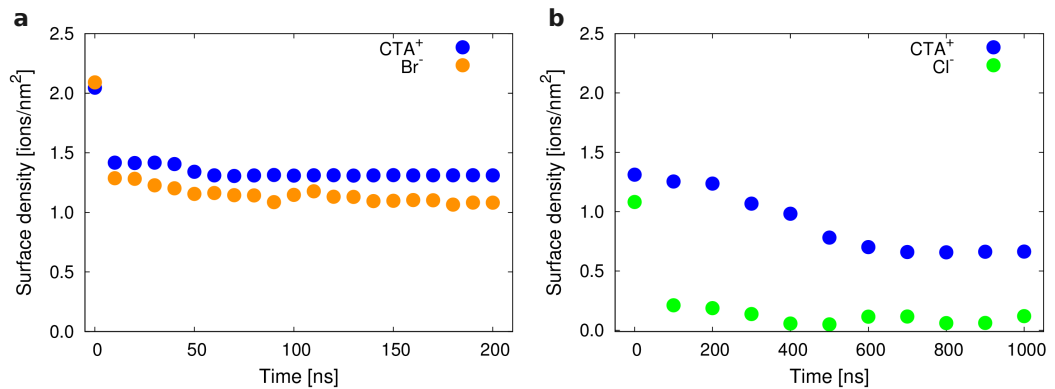 a
Surface density [ions/nm²]
2.5
2.0
1.5
1.0
0.5
0.0
CTA⁺
Br⁻
0 50 100 150 200
Time [ns]
b
Surface density [ions/nm²]
2.5
2.0
1.5
1.0
0.5
0.0
CTA⁺
Cl⁻
0 200 400 600 800 1000
Time [ns]